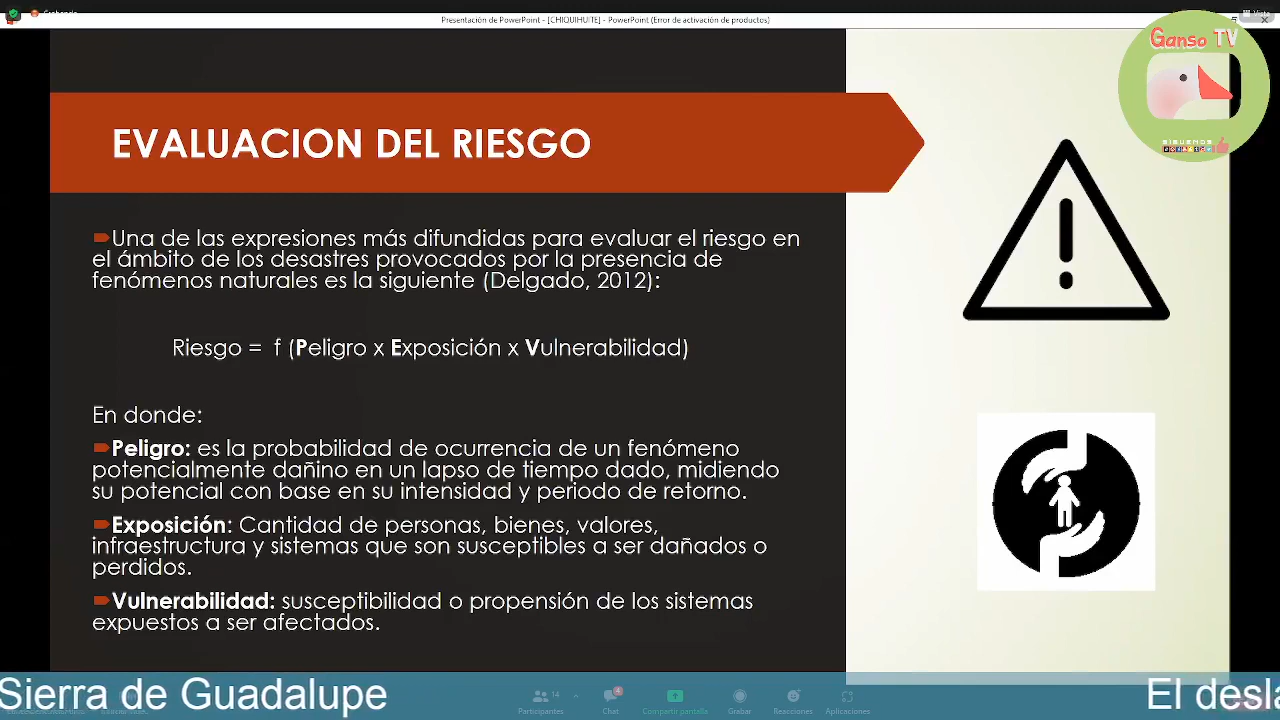 Grabando
Presentación de PowerPoint - [CHIQUIHUITE] - PowerPoint (Error de activación de productos)
Vista
Ganso TV
SIGUENOS
EVALUACION DEL RIESGO
Una de las expresiones más difundidas para evaluar el riesgo en
el ámbito de los desastres provocados por la presencia de
fenómenos naturales es la siguiente (Delgado, 2012):
Riesgo = f (Peligro x Exposición x Vulnerabilidad)
En donde:
Peligro: es la probabilidad de ocurrencia de un fenómeno
potencialmente dañino en un lapso de tiempo dado, midiendo
su potencial con base en su intensidad y periodo de retorno.
Exposición: Cantidad de personas, bienes, valores,
infraestructura y sistemas que son susceptibles a ser dañados o
perdidos.
Vulnerabilidad: susceptibilidad o propensión de los sistemas
expuestos a ser afectados.
Sierra de Guadalupe
El desla
14
4
Participantes
Chat
Compartir pantalla
Grabar
Reacciones
Aplicaciones